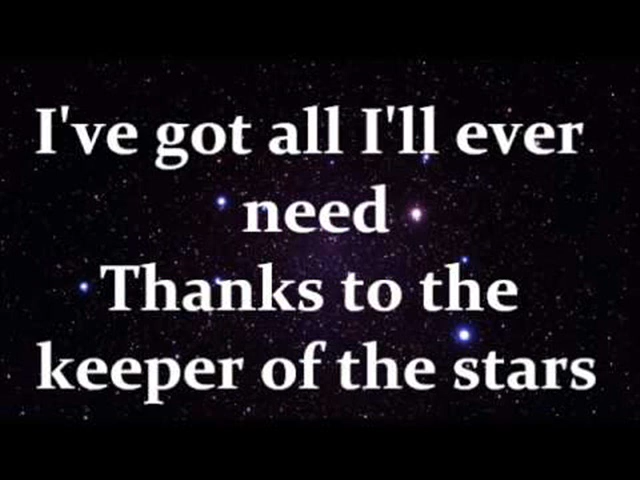 I've got all I'll ever
need
Thanks to the
keeper of the stars